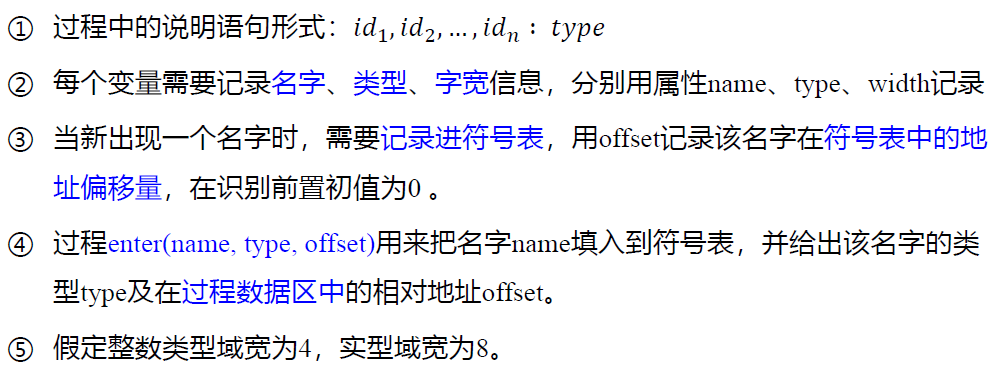 ① 过程中的说明语句形式：id₁, id₂, …, idₙ : type
② 每个变量需要记录名字、类型、字宽信息，分别用属性name、type、width记录
③ 当新出现一个名字时，需要记录进符号表，用offset记录该名字在符号表中的地
址偏移量，在识别前置初值为0 。
④ 过程enter(name, type, offset)用来把名字name填入到符号表，并给出该名字的类
型type及在过程数据区中的相对地址offset。
⑤ 假定整数类型域宽为4，实型域宽为8。